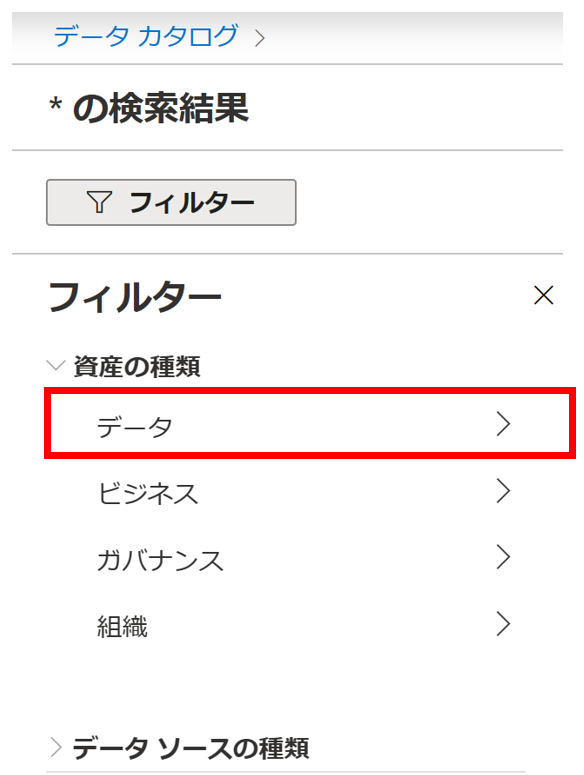 データ カタログ >
* の検索結果
フィルター
フィルター
資産の種類
データ
ビジネス
ガバナンス
組織
データ ソースの種類